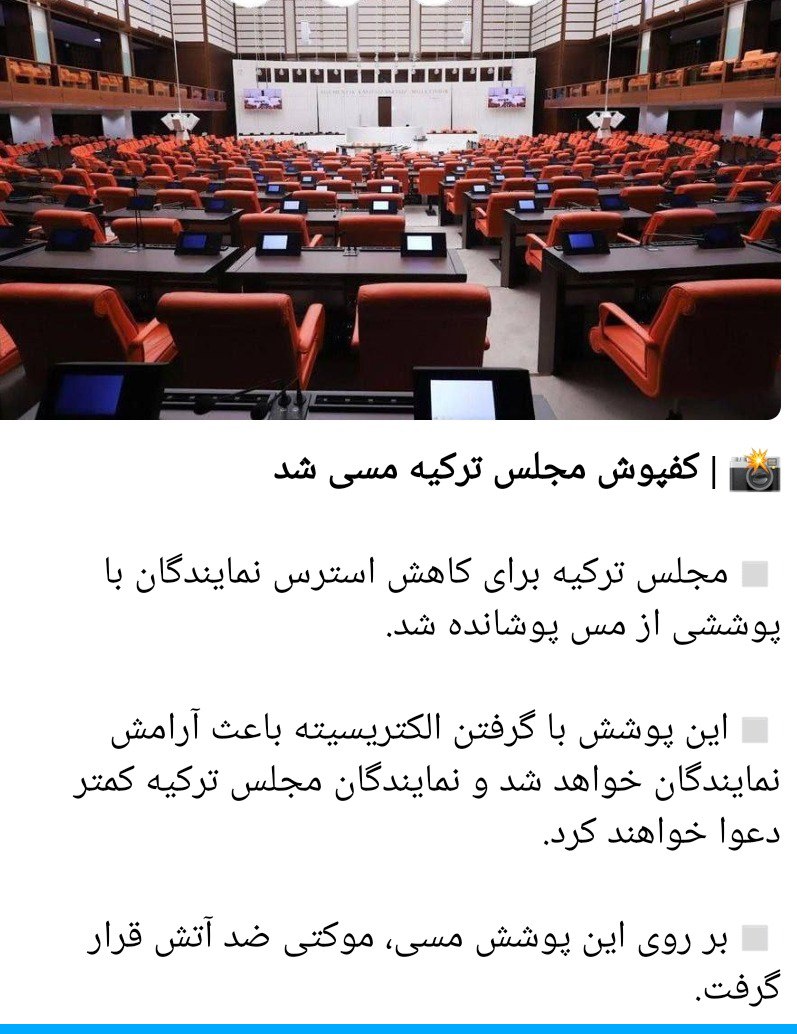 | کفپوش مجلس ترکیه مسی شد
مجلس ترکیه برای کاهش استرس نمایندگان با
پوششی از مس پوشانده شد.
این پوشش با گرفتن الکتریسیته باعث آرامش
نمایندگان خواهد شد و نمایندگان مجلس ترکیه کمتر
دعوا خواهند کرد.
بر روی این پوشش مسی، موکتی ضد آتش قرار
گرفت.